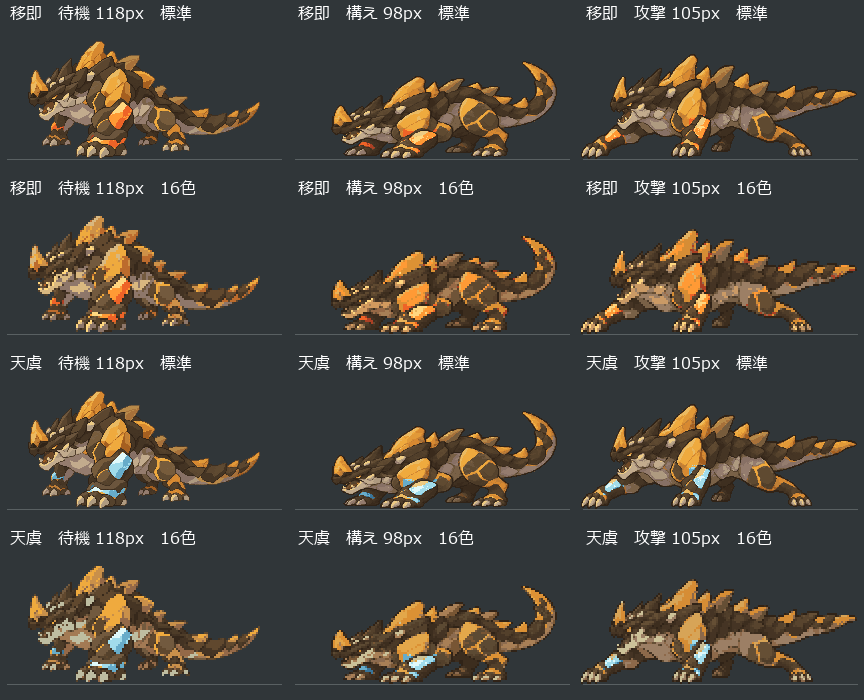 移即　待機 118px　標準
移即　構え 98px　標準
移即　攻撃 105px　標準
移即　待機 118px　16色
移即　構え 98px　16色
移即　攻撃 105px　16色
天虞　待機 118px　標準
天虞　構え 98px　標準
天虞　攻撃 105px　標準
天虞　待機 118px　16色
天虞　構え 98px　16色
天虞　攻撃 105px　16色